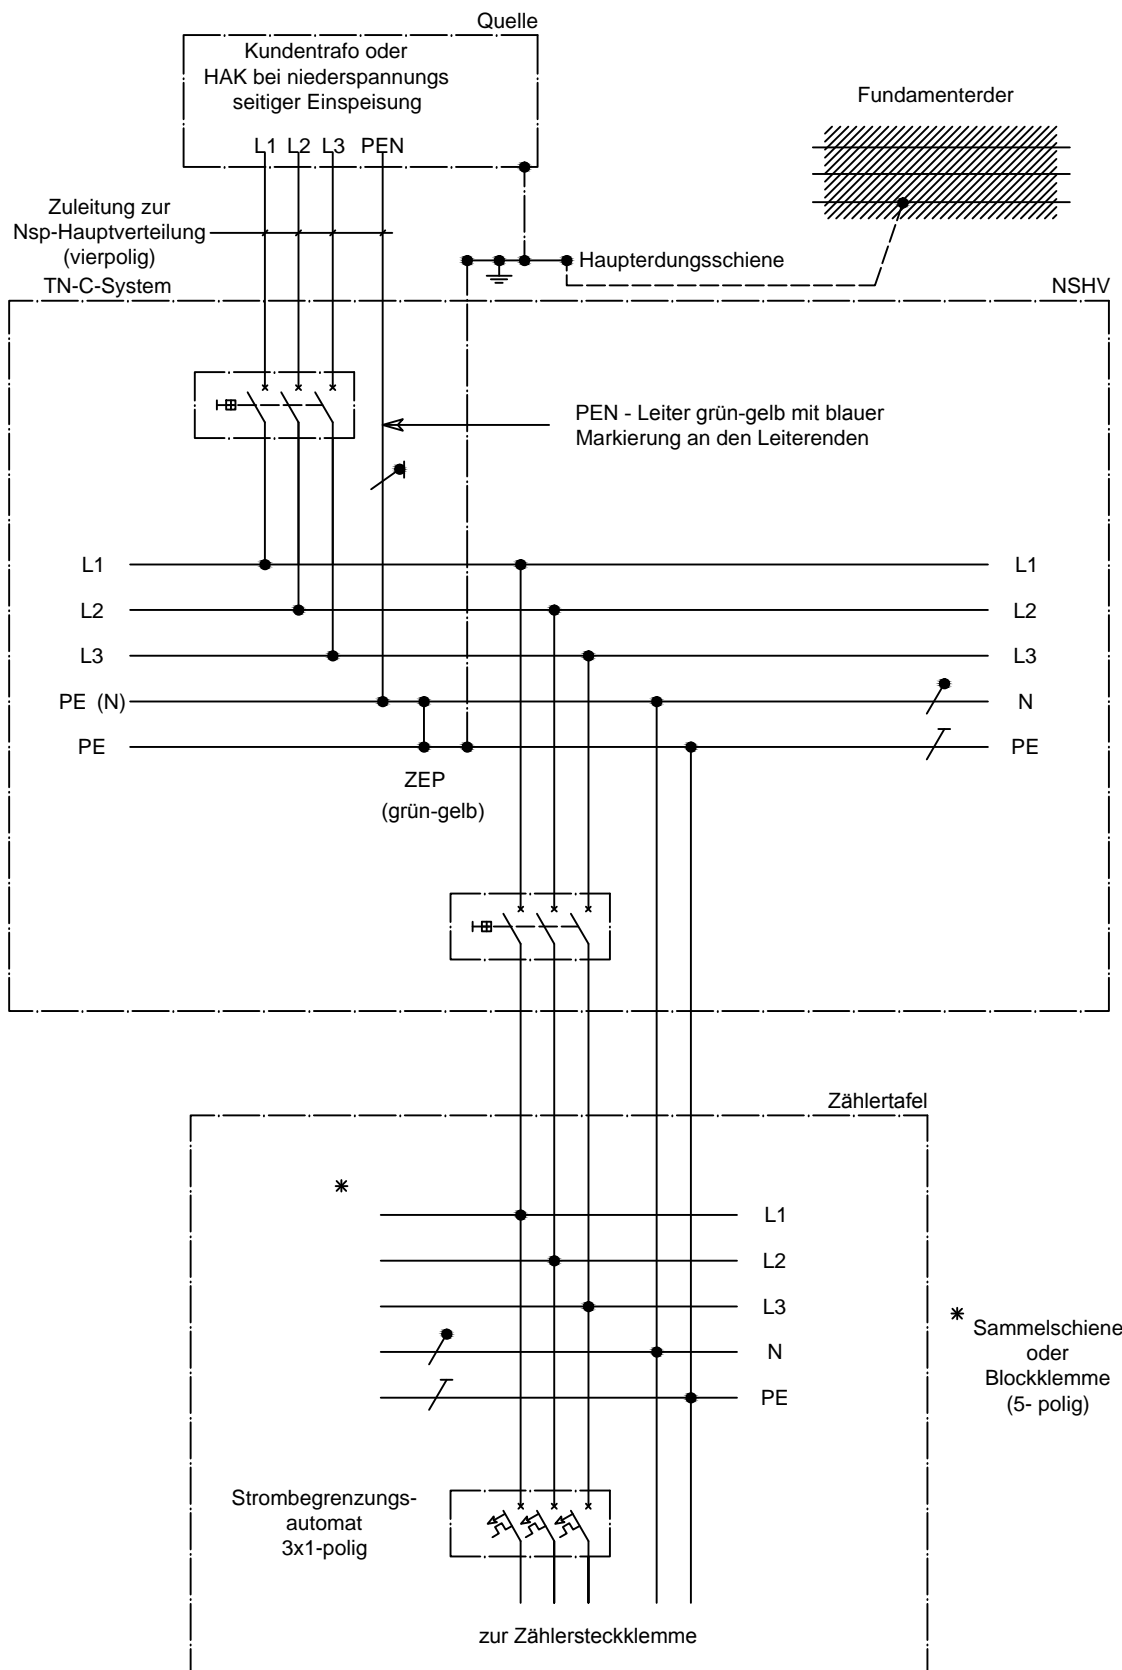 Quelle
Kundentrafo oder
HAK bei niederspannungs
seitiger Einspeisung
L1 L2 L3 PEN
Fundamenterder
Zuleitung zur
Nsp-Hauptverteilung
(vierpolig)
Haupterdungsschiene
TN-C-System
NSHV
PEN - Leiter grün-gelb mit blauer
Markierung an den Leiterenden
L1 L1
L2 L2
L3 L3
PE (N) N
PE PE
ZEP
(grün-gelb)
Zählertafel
*
L1
L2
L3
N
PE
* Sammelschiene
oder
Blockklemme
(5- polig)
Strombegrenzungs-
automat
3x1-polig
zur Zählersteckklemme